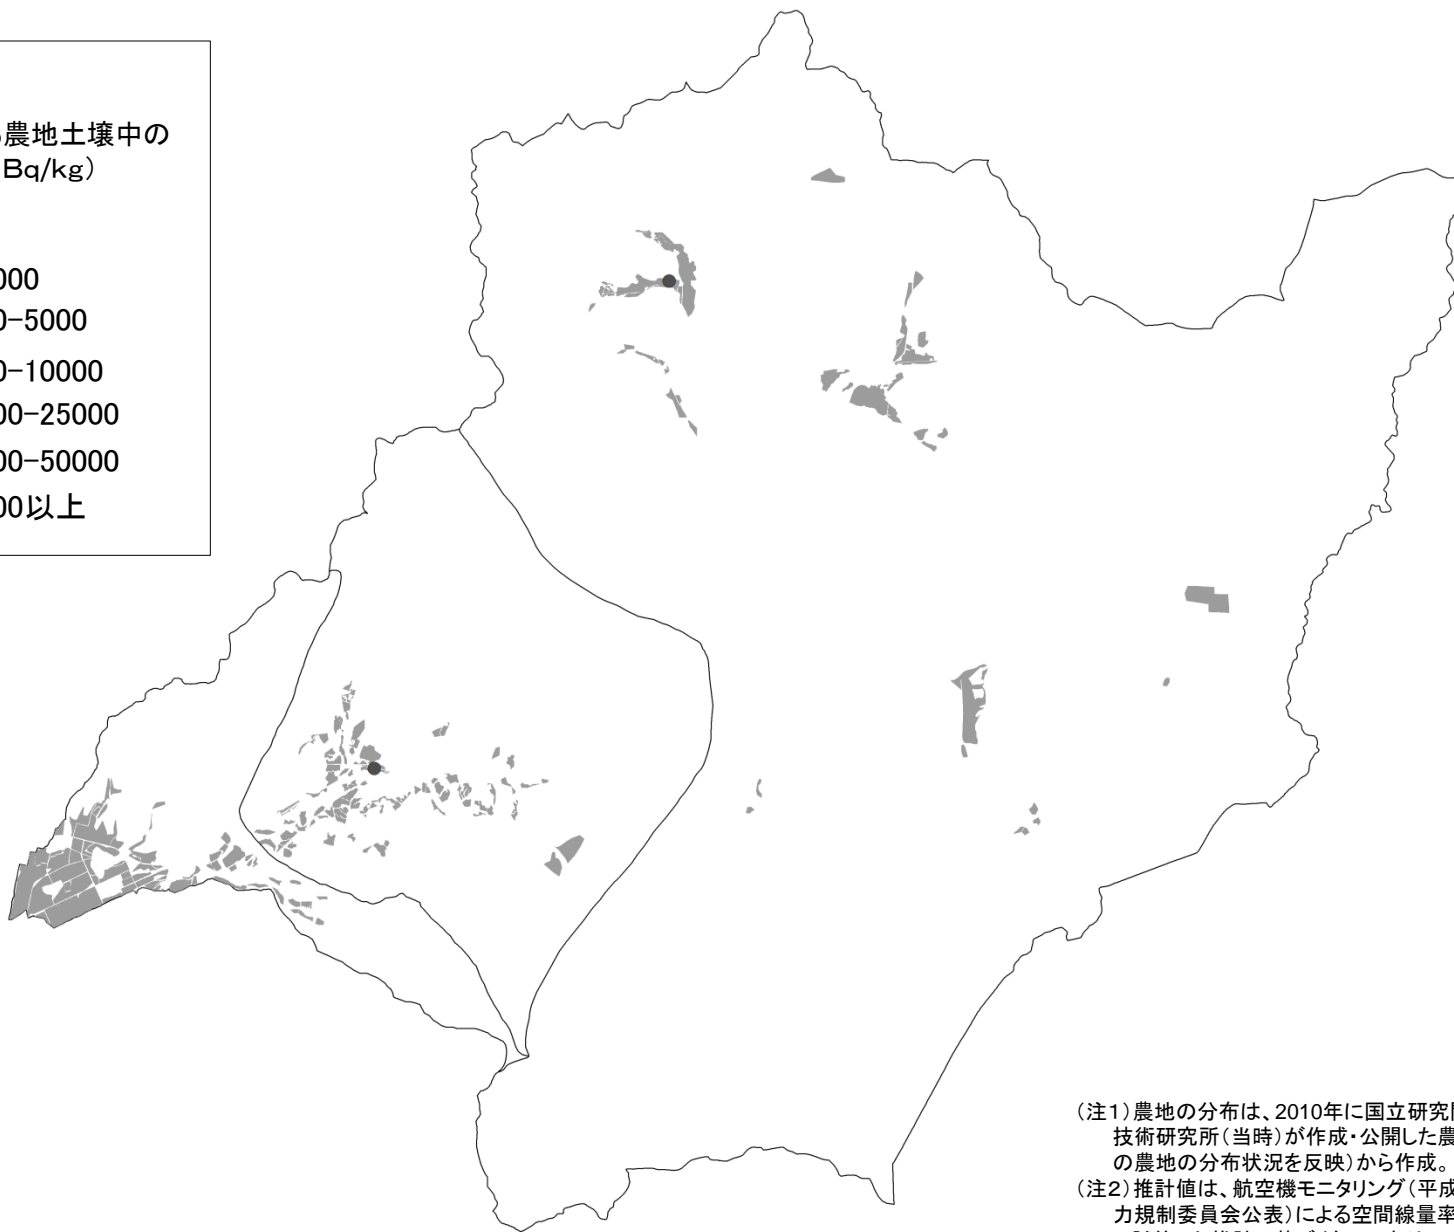 農地土壌中の
Bq/kg）
000
0-5000
0-10000
00-25000
00-50000
00以上
（注1）農地の分布は、2010年に国立研究
技術研究所（当時）が作成・公開した農
の農地の分布状況を反映）から作成。
（注2）推計値は、航空機モニタリング（平成
カ規制委員会公表）による空間線量率